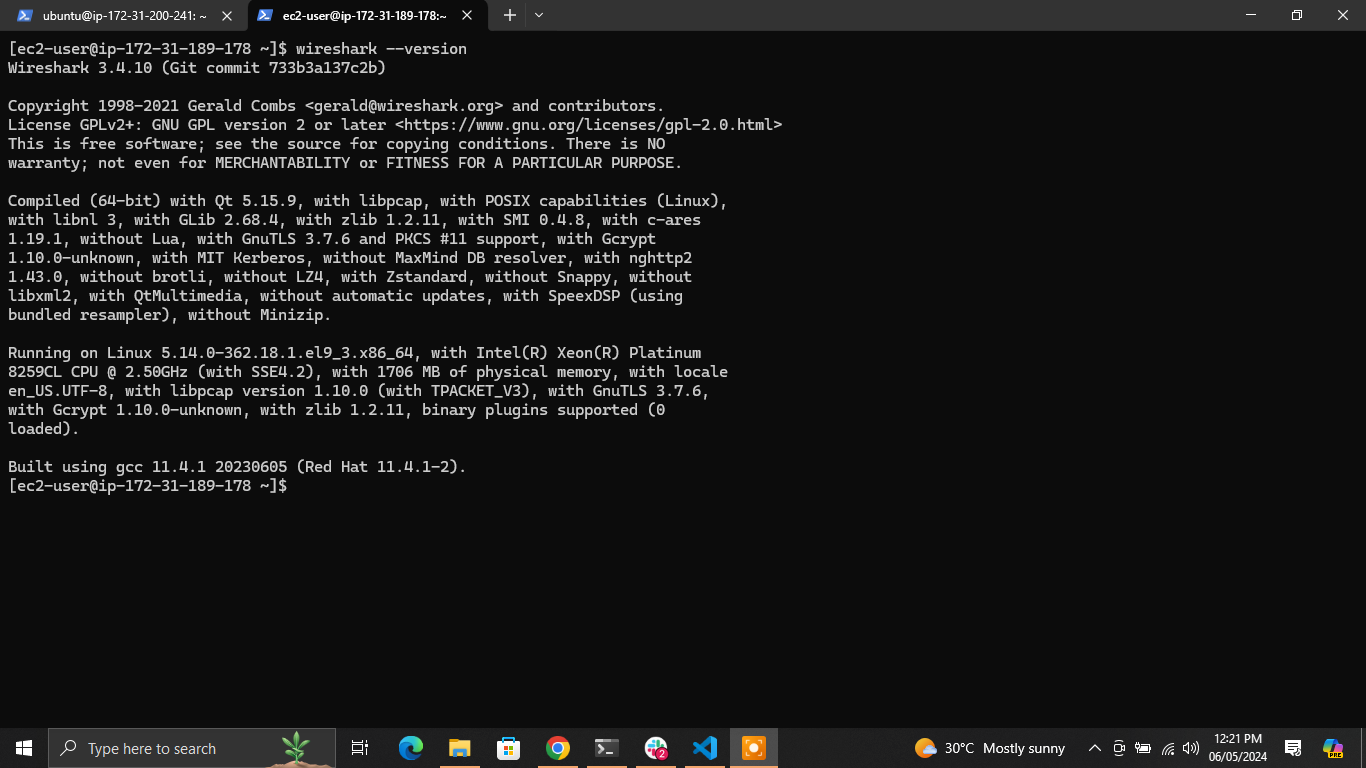 ubuntu@ip-172-31-200-241: ~
ec2-user@ip-172-31-189-178:~
[ec2-user@ip-172-31-189-178 ~]$ wireshark --version
Wireshark 3.4.10 (Git commit 733b3a137c2b)
Copyright 1998-2021 Gerald Combs <gerald@wireshark.org> and contributors.
License GPLv2+: GNU GPL version 2 or later <https://www.gnu.org/licenses/gpl-2.0.html>
This is free software; see the source for copying conditions. There is NO
warranty; not even for MERCHANTABILITY or FITNESS FOR A PARTICULAR PURPOSE.
Compiled (64-bit) with Qt 5.15.9, with libpcap, with POSIX capabilities (Linux),
with libnl 3, with GLib 2.68.4, with zlib 1.2.11, with SMI 0.4.8, with c-ares
1.19.1, without Lua, with GnuTLS 3.7.6 and PKCS #11 support, with Gcrypt
1.10.0-unknown, with MIT Kerberos, without MaxMind DB resolver, with nghttp2
1.43.0, without brotli, without LZ4, with Zstandard, without Snappy, without
libxml2, with QtMultimedia, without automatic updates, with SpeexDSP (using
bundled resampler), without Minizip.
Running on Linux 5.14.0-362.18.1.el9_3.x86_64, with Intel(R) Xeon(R) Platinum
8259CL CPU @ 2.50GHz (with SSE4.2), with 1706 MB of physical memory, with locale
en_US.UTF-8, with libpcap version 1.10.0 (with TPACKET_V3), with GnuTLS 3.7.6,
with Gcrypt 1.10.0-unknown, with zlib 1.2.11, binary plugins supported (0
loaded).
Built using gcc 11.4.1 20230605 (Red Hat 11.4.1-2).
[ec2-user@ip-172-31-189-178 ~]$
Type here to search
2
30°C Mostly sunny
12:21 PM
06/05/2024
PRE